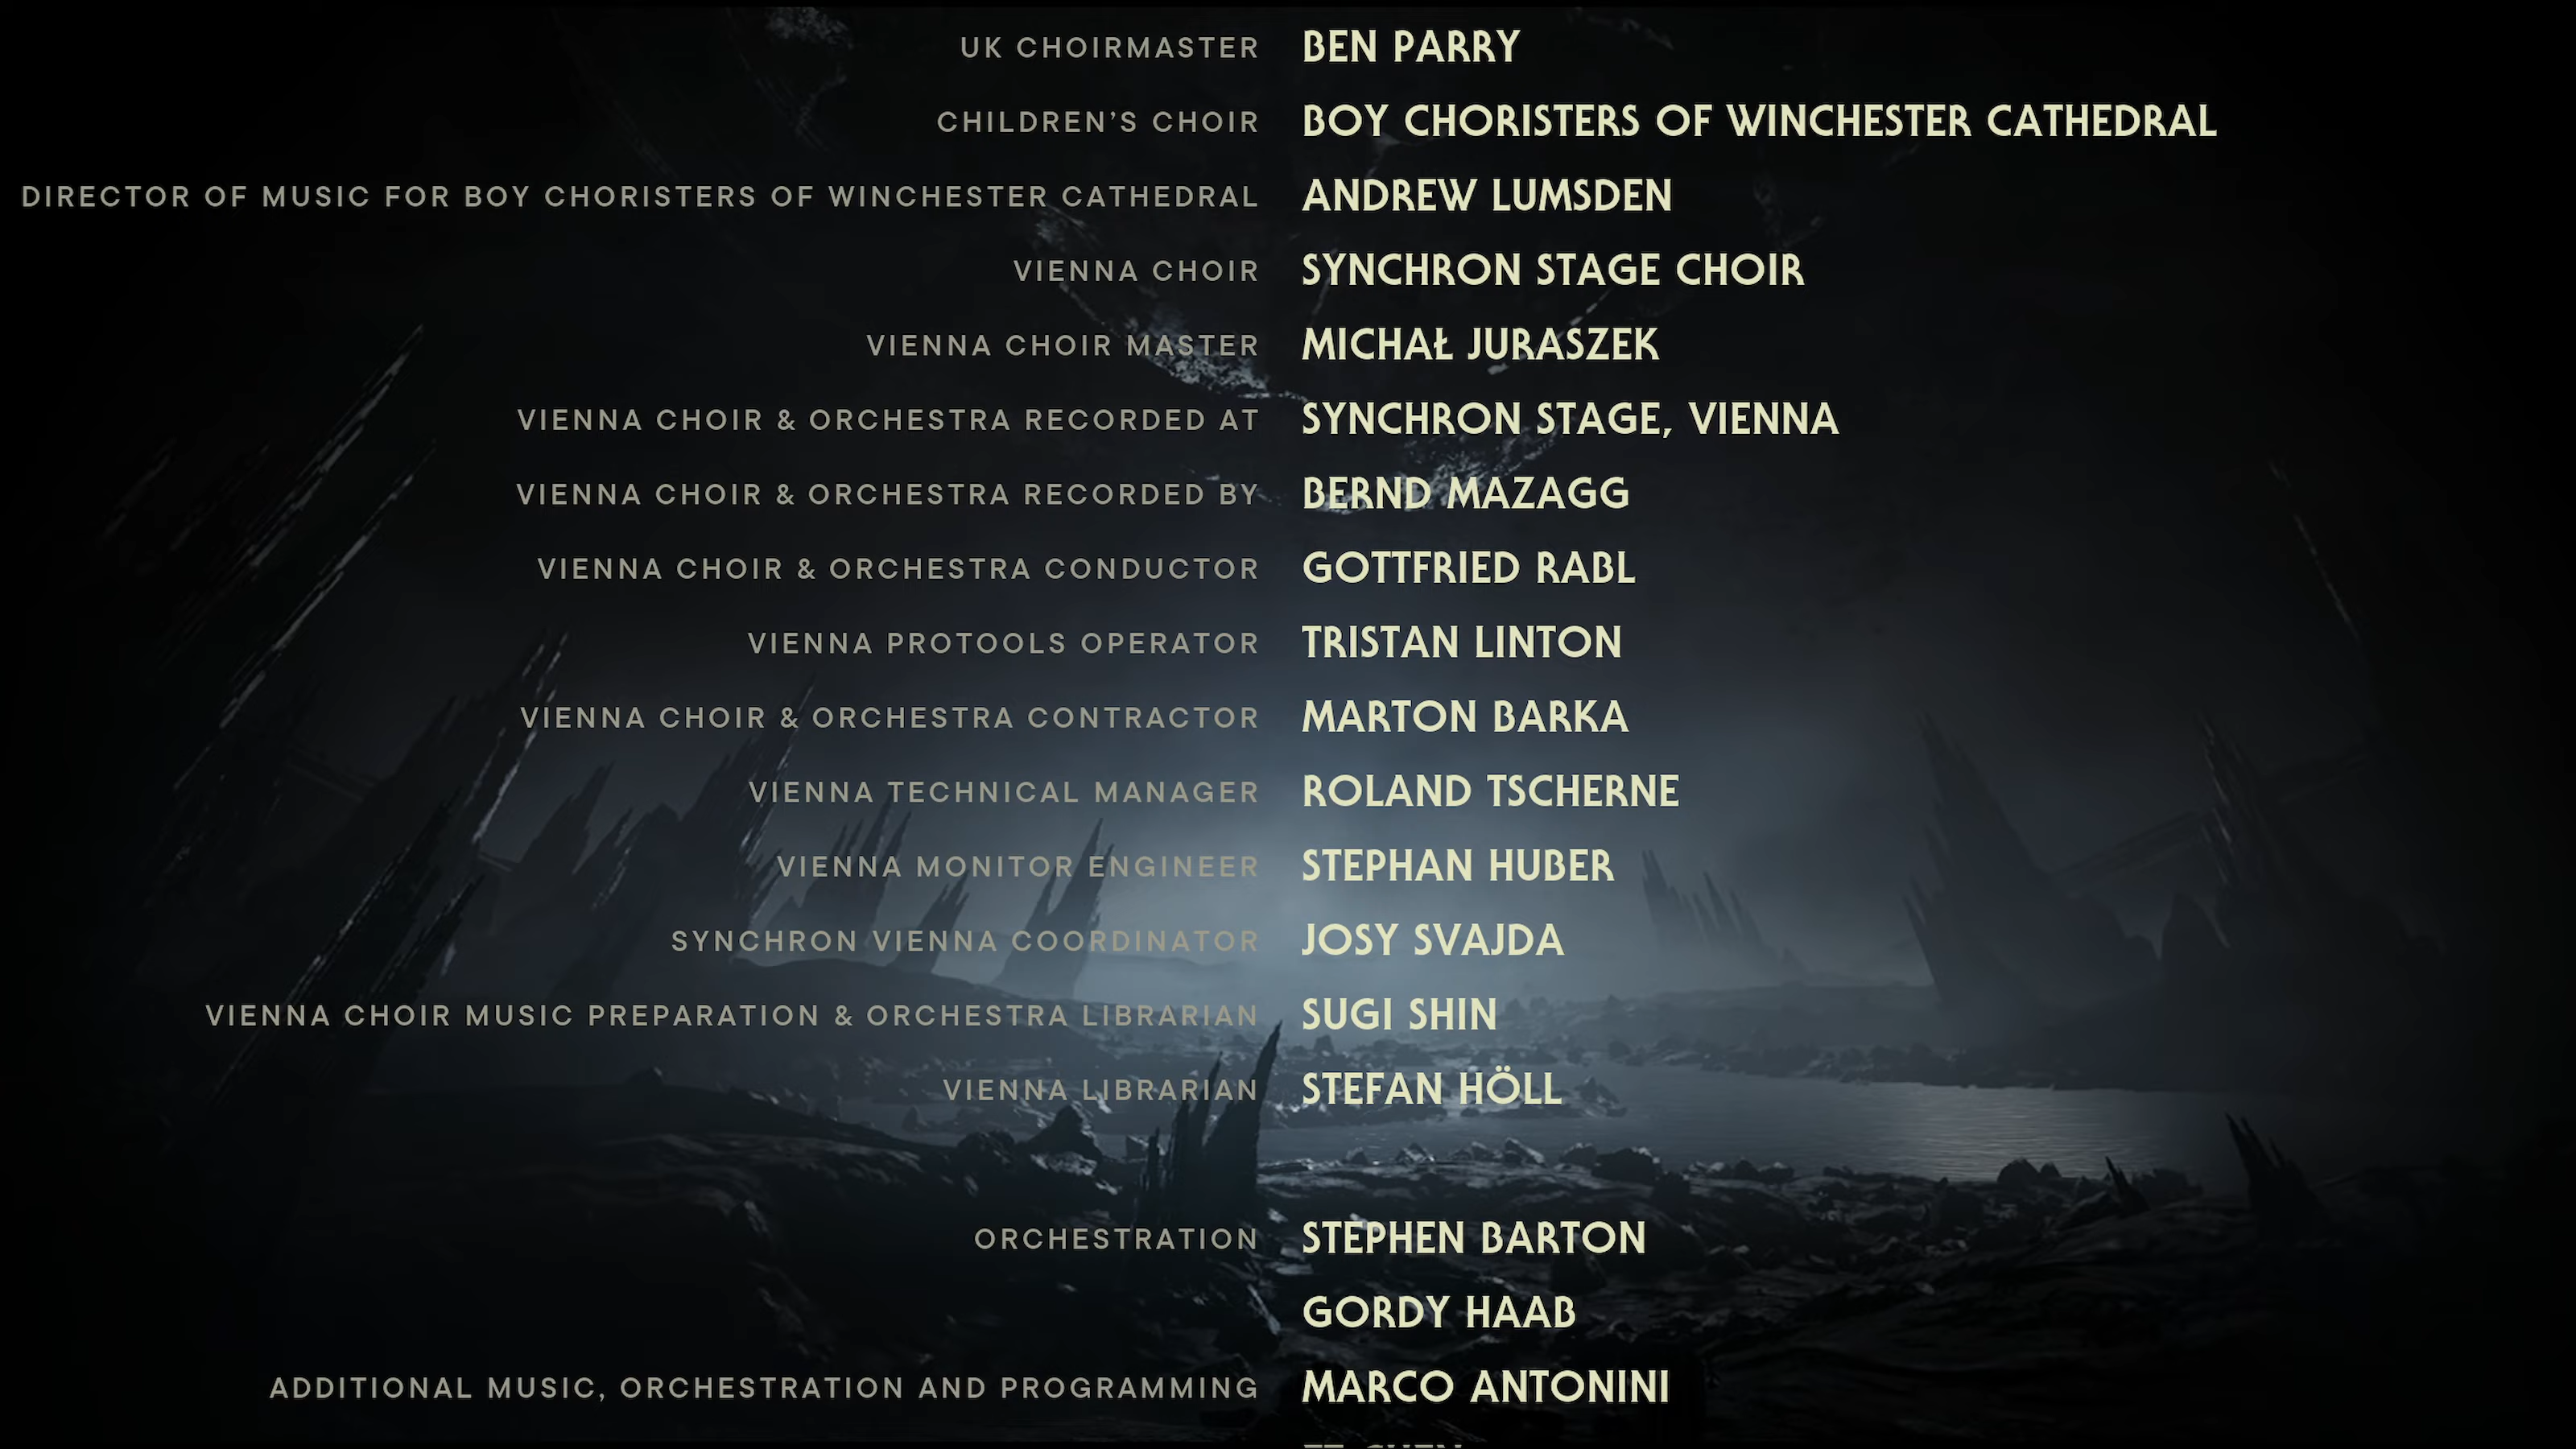 UK CHOIRMASTER BEN PARRY
CHILDREN'S CHOIR BOY CHORISTERS OF WINCHESTER CATHEDRAL
DIRECTOR OF MUSIC FOR BOY CHORISTERS OF WINCHESTER CATHEDRAL ANDREW LUMSDEN
VIENNA CHOIR SYNCHRON STAGE CHOIR
VIENNA CHOIR MASTER MICHAŁ JURASZEK
VIENNA CHOIR & ORCHESTRA RECORDED AT SYNCHRON STAGE, VIENNA
VIENNA CHOIR & ORCHESTRA RECORDED BY BERND MAZAGG
VIENNA CHOIR & ORCHESTRA CONDUCTOR GOTTFRIED RABL
VIENNA PROTOOLS OPERATOR TRISTAN LINTON
VIENNA CHOIR & ORCHESTRA CONTRACTOR MARTON BARKA
VIENNA TECHNICAL MANAGER ROLAND TSCHERNE
VIENNA MONITOR ENGINEER STEPHAN HUBER
SYNCHRON VIENNA COORDINATOR JOSY SVAJDA
VIENNA CHOIR MUSIC PREPARATION & ORCHESTRA LIBRARIAN SUGI SHIN
VIENNA LIBRARIAN STEFAN HÖLL
ORCHESTRATION STEPHEN BARTON
GORDY HAAB
ADDITIONAL MUSIC, ORCHESTRATION AND PROGRAMMING MARCO ANTONINI